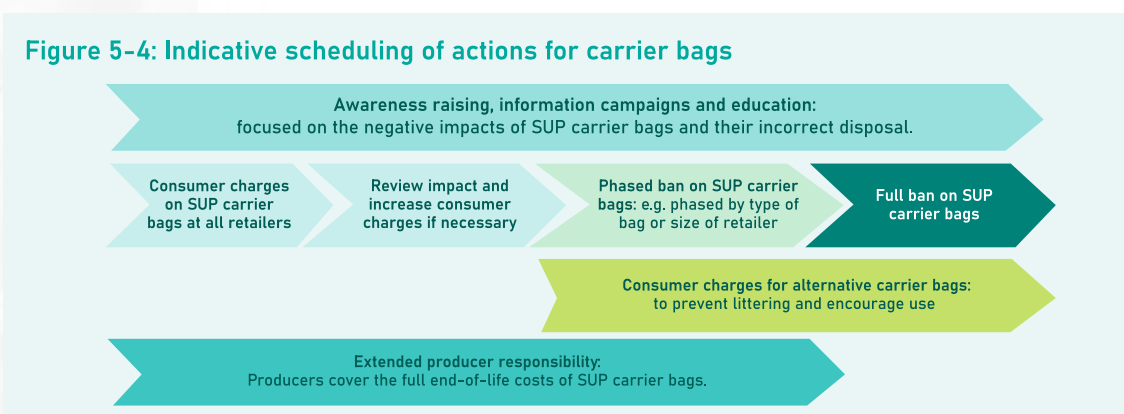 Figure 5-4: Indicative scheduling of actions for carrier bags
Awareness raising, information campaigns and education:
focused on the negative impacts of SUP carrier bags and their incorrect disposal.
Consumer charges
on SUP carrier
bags at all retailers
Review impact and
increase consumer
charges if necessary
Phased ban on SUP carrier
bags: e.g. phased by type of
bag or size of retailer
Full ban on SUP
carrier bags
Consumer charges for alternative carrier bags:
to prevent littering and encourage use
Extended producer responsibility:
Producers cover the full end-of-life costs of SUP carrier bags.